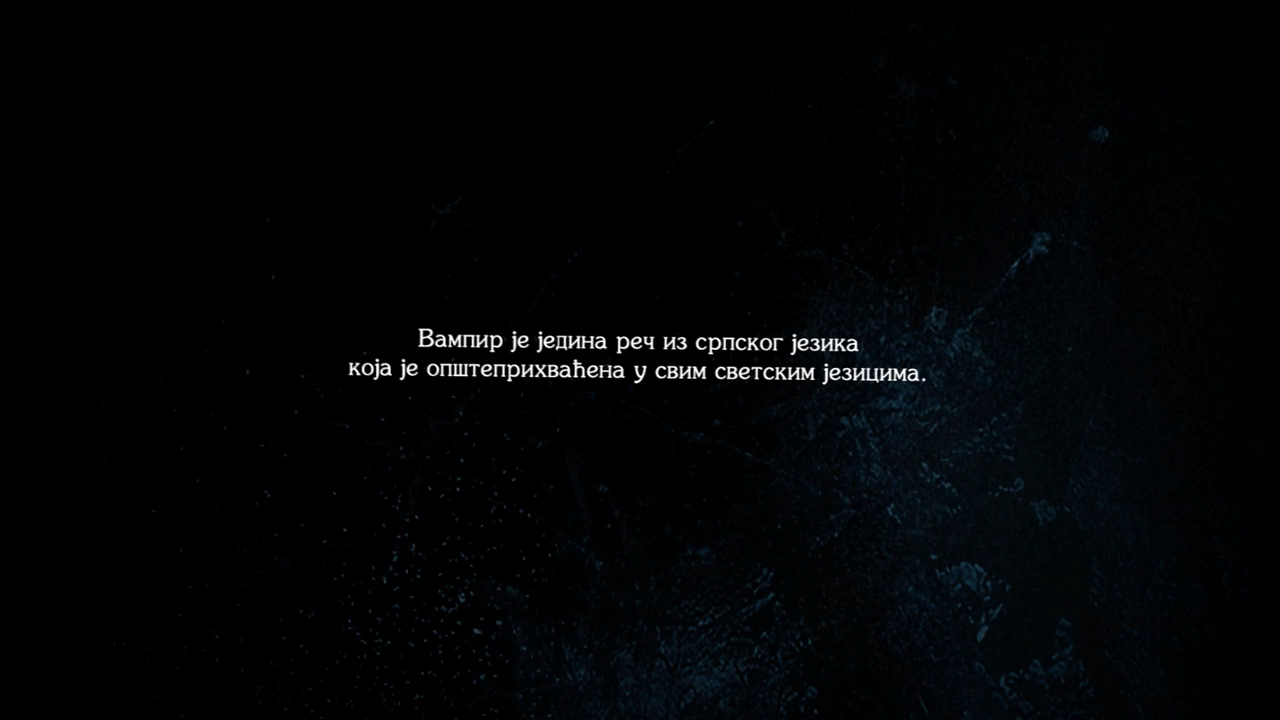 Вампир је једина реч из српског језика
која је општеприхваћена у свим светским језицима.